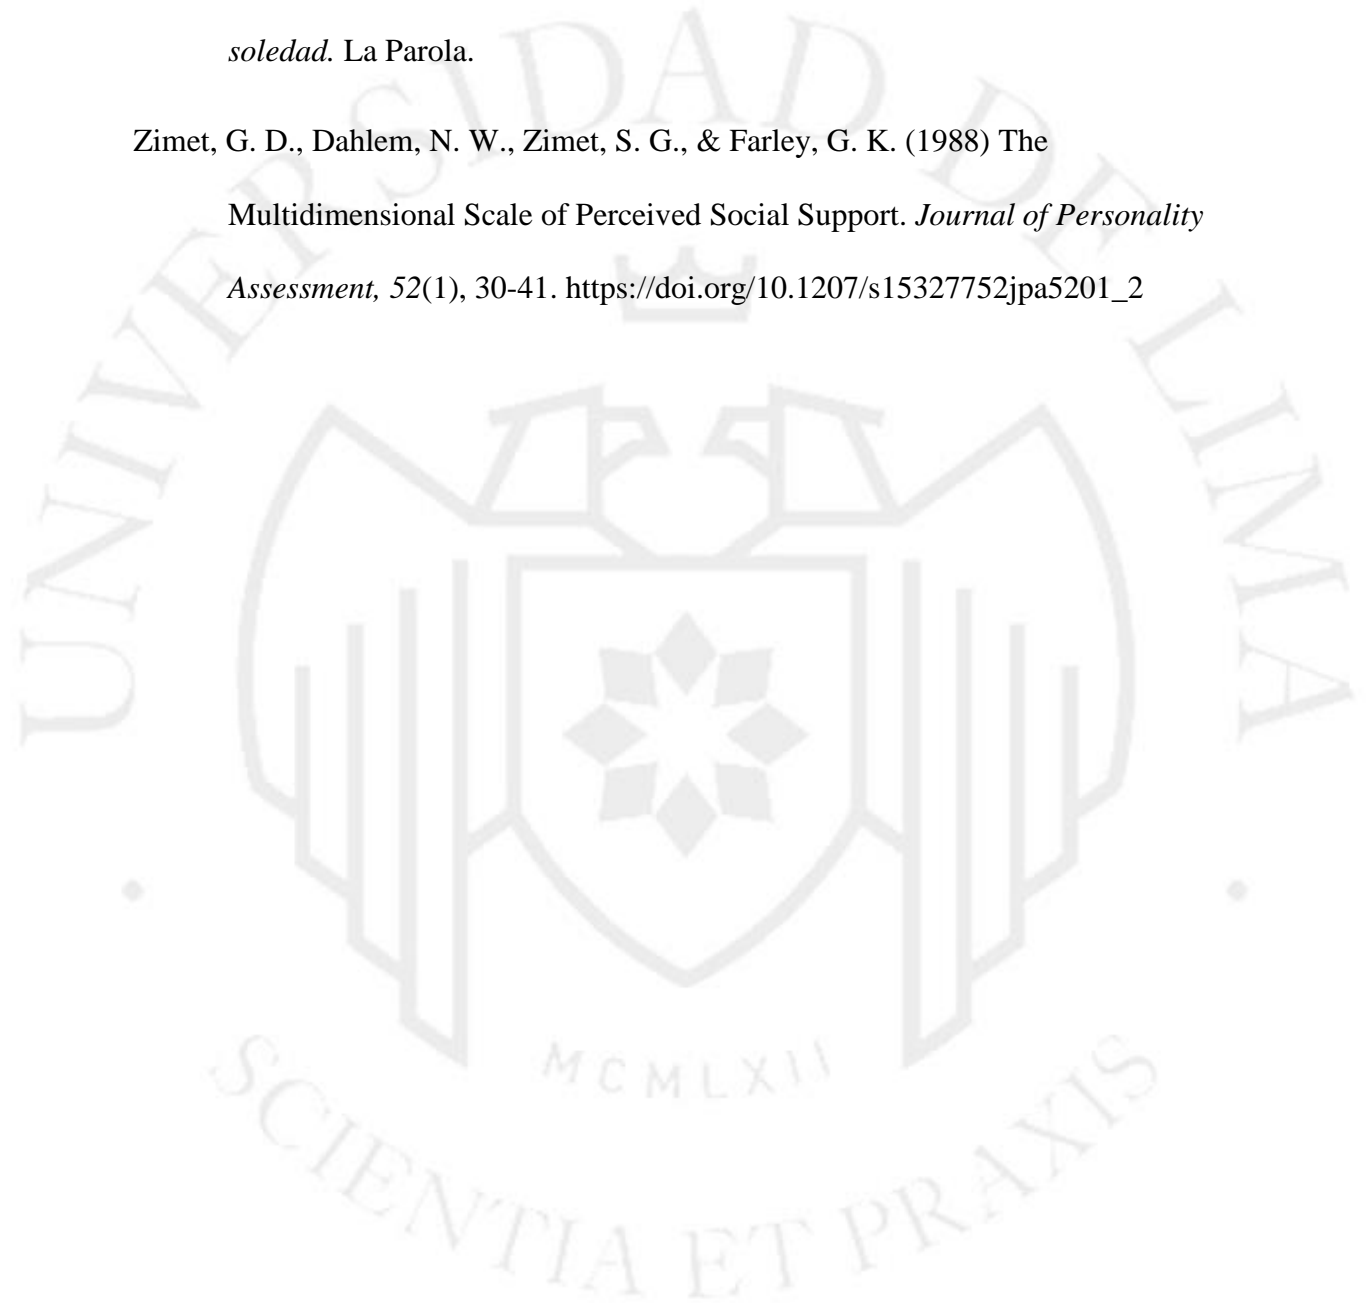 soledad. La Parola.
Zimet, G. D., Dahlem, N. W., Zimet, S. G., & Farley, G. K. (1988) The
Multidimensional Scale of Perceived Social Support. Journal of Personality
Assessment, 52(1), 30-41. https://doi.org/10.1207/s15327752jpa5201_2
UNIVERSIDAD DE LIMA
MCMLXII
SCIENTIA ET PRAXIS